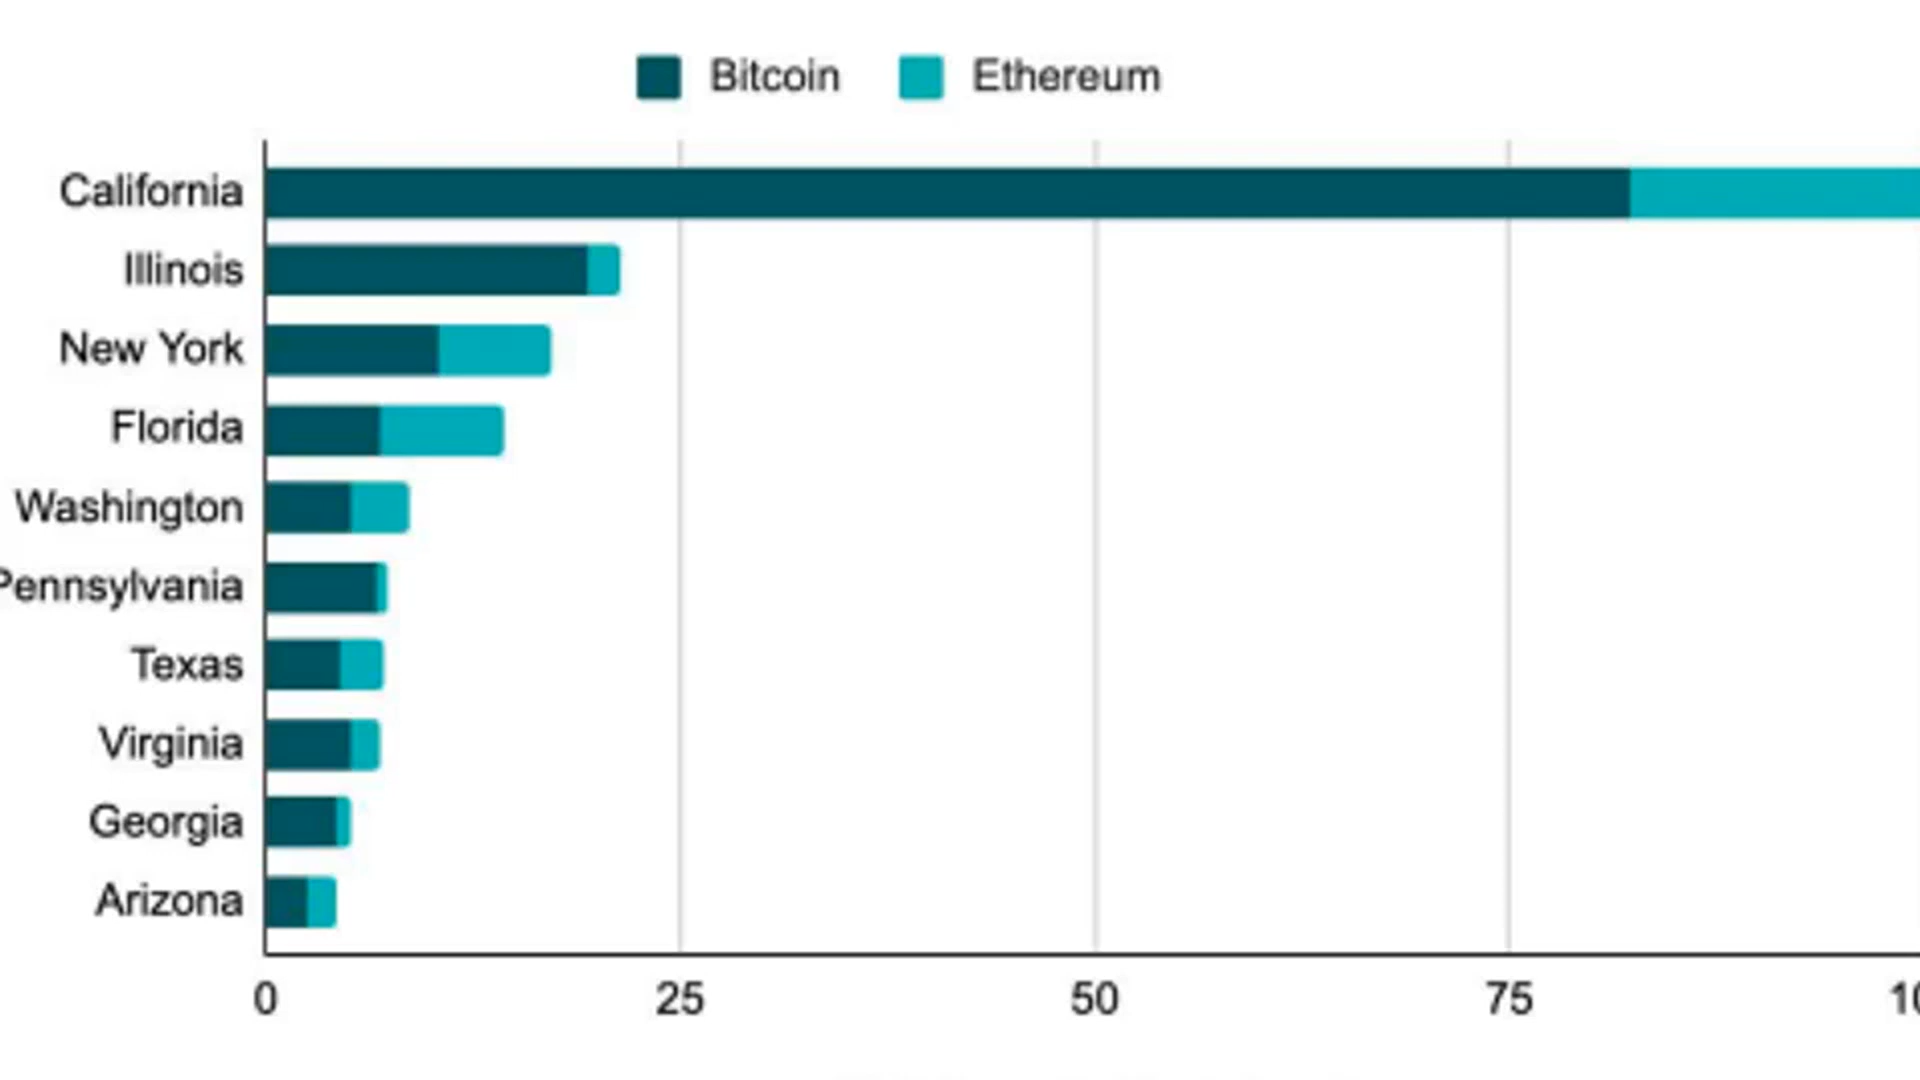 Bitcoin Ethereum
California
Illinois
New York
Florida
Washington
Pennsylvania
Texas
Virginia
Georgia
Arizona
0 25 50 75